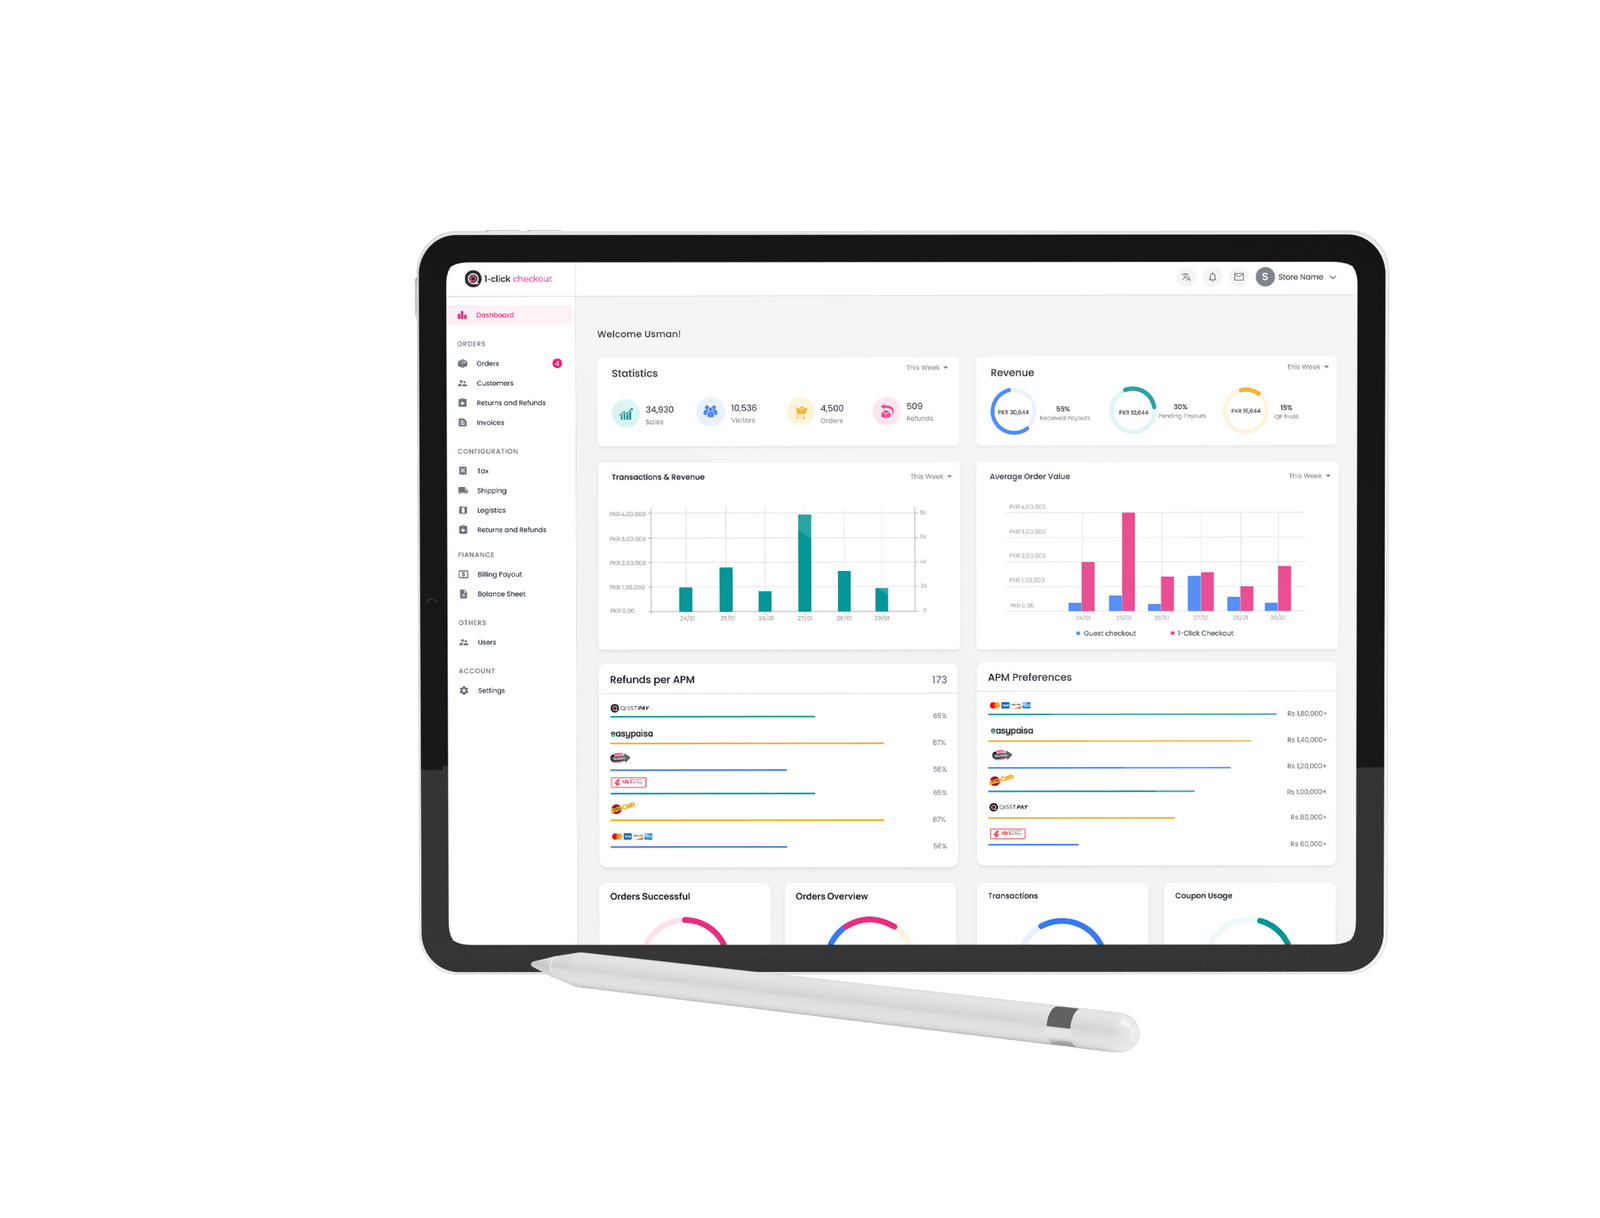 1-click checkout
S Store Name
Dashboard
Welcome Usman!
ORDERS
Orders 4
Customers
Returns and Refunds
Invoices
CONFIGURATION
Tax
Shipping
Logistics
Returns and Refunds
FIANANCE
Billing Payout
Balance Sheet
OTHERS
Users
ACCOUNT
Settings
Statistics
This Week
34,930
Sales
10,536
Visitors
4,500
Orders
509
Refunds
Revenue
This Week
PKR 30,644
55%
Received Payouts
PKR 10,644
30%
Pending Payouts
PKR 15,644
15%
QP Profit
Transactions & Revenue
This Week
PKR 4,00,000
PKR 3,00,000
PKR 2,00,000
PKR 1,00,000
PKR 0,00
8k
6k
4k
2k
0
24/01 25/01 26/01 27/01 28/01 29/01
Average Order Value
This Week
PKR 4,00,000
PKR 3,00,000
PKR 2,00,000
PKR 1,00,000
PKR 0,00
24/01 25/01 26/01 27/01 28/01
Guest checkout 1-Click Checkout
Refunds per APM 173
QISSTPAY
65%
easypaisa
87%
56%
65%
87%
VISA
56%
APM Preferences
Rs 1,80,000+
easypaisa
Rs 1,40,000+
Rs 1,20,000+
Rs 1,00,000+
QISSTPAY
Rs 80,000+
Rs 60,000+
Orders Successful
Orders Overview
Transactions
Coupon Usage